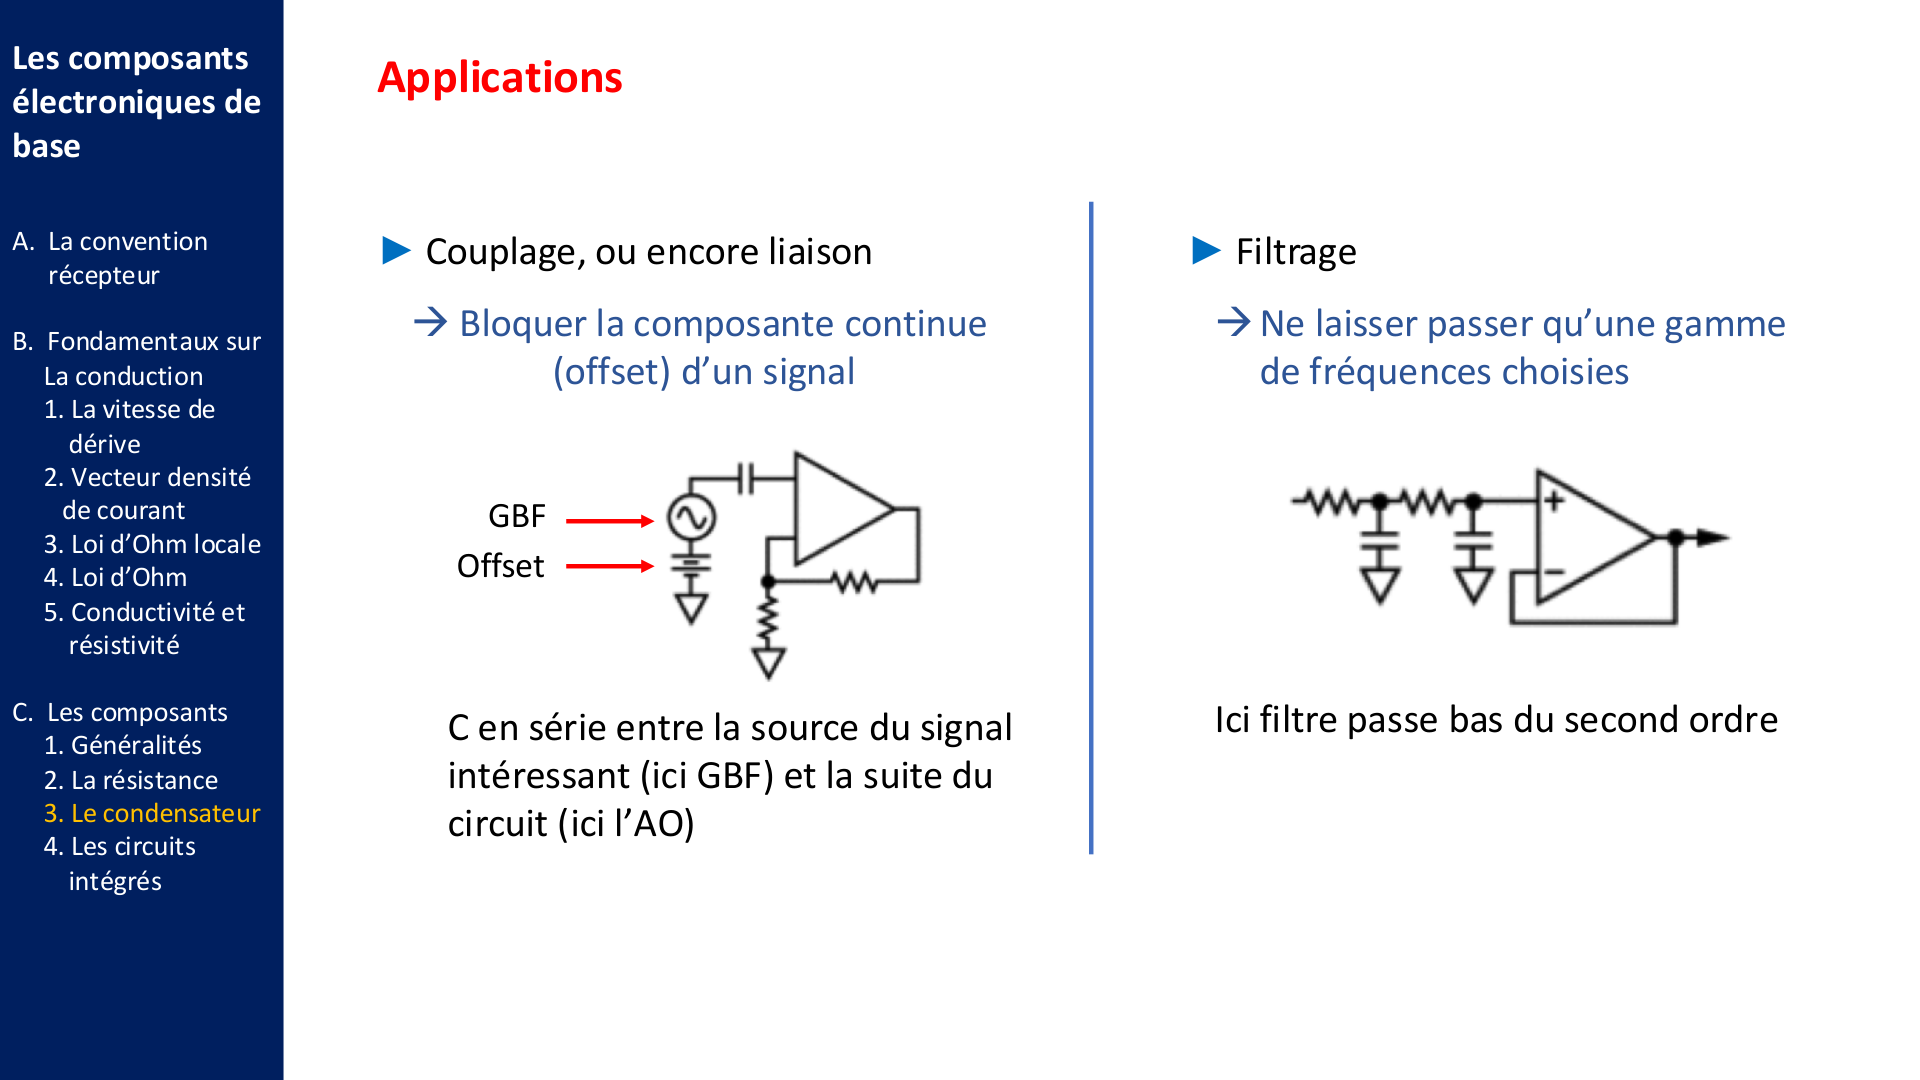 Les composants
électroniques de
base
A. La convention
récepteur
B. Fondamentaux sur
La conduction
1. La vitesse de
dérive
2. Vecteur densité
de courant
3. Loi d’Ohm locale
4. Loi d’Ohm
5. Conductivité et
résistivité
C. Les composants
1. Généralités
2. La résistance
3. Le condensateur
4. Les circuits
intégrés
Applications
► Couplage, ou encore liaison
→ Bloquer la composante continue
(offset) d’un signal
GBF
Offset
C en série entre la source du signal
intéressant (ici GBF) et la suite du
circuit (ici l’AO)
► Filtrage
→ Ne laisser passer qu’une gamme
de fréquences choisies
+
−
Ici filtre passe bas du second ordre